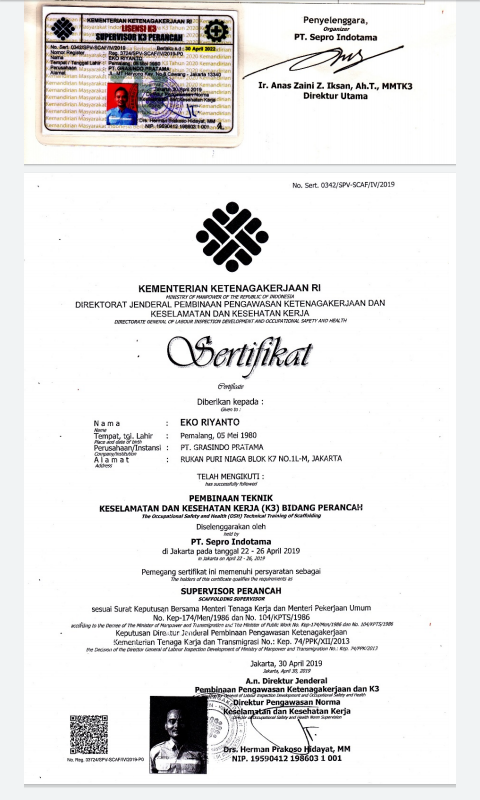 KEMENTERIAN KETENAGAKERJAAN RI
LISENSI K3
SUPERVISOR K3 PERANCAH
No. Sert. 0342/SPV-SCAF/IV/2019 Berlaku s.d : 30 April 2022
Nomor Register Reg. 3724/SPV-SCAF/IV/2019-P0
Nama EKO RIYANTO
Tempat / Tanggal Lahir Pemalang, 05 Mei 1980
Perusahaan PT. GRASINDO PRATAMA
Alamat Jl. MT Haryono Kav. No.8 Cawang - Jakarta 13340
Jakarta, 30 April 2019
Drs. Herman Prakoso Hidayat, MM
NIP. 19590412 198603 1 001
Penyelenggara,
Organizer
PT. Sepro Indotama
Ir. Anas Zaini Z. Iksan, Ah.T., MMTK3
Direktur Utama
No. Sert. 0342/SPV-SCAF/IV/2019
KEMENTERIAN KETENAGAKERJAAN RI
MINISTRY OF MANPOWER OF THE REPUBLIC OF INDONESIA
DIREKTORAT JENDERAL PEMBINAAN PENGAWASAN KETENAGAKERJAAN DAN
KESELAMATAN DAN KESEHATAN KERJA
DIRECTORATE GENERAL OF LABOUR INSPECTION DEVELOPMENT AND OCCUPATIONAL SAFETY AND HEALTH
Sertifikat
Certificate
Diberikan kepada :
Given to :
N a m a : EKO RIYANTO
Name
Tempat, tgl. Lahir : Pemalang, 05 Mei 1980
Place and date of birth
Perusahaan/Instansi : PT. GRASINDO PRATAMA
Company/Institution
A l a m a t : RUKAN PURI NIAGA BLOK K7 NO.1L-M, JAKARTA
Address
TELAH MENGIKUTI :
has successfully followed
PEMBINAAN TEKNIK
KESELAMATAN DAN KESEHATAN KERJA (K3) BIDANG PERANCAH
The Occupational Safety and Health (OSH) Technical Training of Scaffolding
Diselenggarakan oleh
held by
PT. Sepro Indotama
di Jakarta pada tanggal 22 - 26 April 2019
in Jakarta on April 22 - 26, 2019
Pemegang sertifikat ini memenuhi persyaratan sebagai
The holders of this certificate qualifies the requirements as
SUPERVISOR PERANCAH
SCAFFOLDING SUPERVISOR
sesuai Surat Keputusan Bersama Menteri Tenaga Kerja dan Menteri Pekerjaan Umum
No. Kep-174/Men/1986 dan No. 104/KPTS/1986
according to the Decree of The Minister of Manpower and Transmigration and The Minister of Public Work No. Kep-174/Men/1986 dan No. 104/KPTS/1986
Keputusan Direktur Jenderal Pembinaan Pengawasan Ketenagakerjaan
Kementerian Tenaga Kerja dan Transmigrasi No.: Kep. 74/PPK/XII/2013
the Decision of the Director General of Labour Inspection Development of Ministry of Manpower and Transmigration No.: Kep. 74/PPK/2013
Jakarta, 30 April 2019
Jakarta, April 30, 2019
A.n. Direktur Jenderal
Pembinaan Pengawasan Ketenagakerjaan dan K3
Director General of Labour Inspection Development and Occupational Safety and Health
Direktur Pengawasan Norma
Keselamatan dan Kesehatan Kerja
Director of Occupational Safety and Health Norm Supervision
Drs. Herman Prakoso Hidayat, MM
NIP. 19590412 198603 1 001
No. Reg. 03724/SPV-SCAF/IV/2019-P0